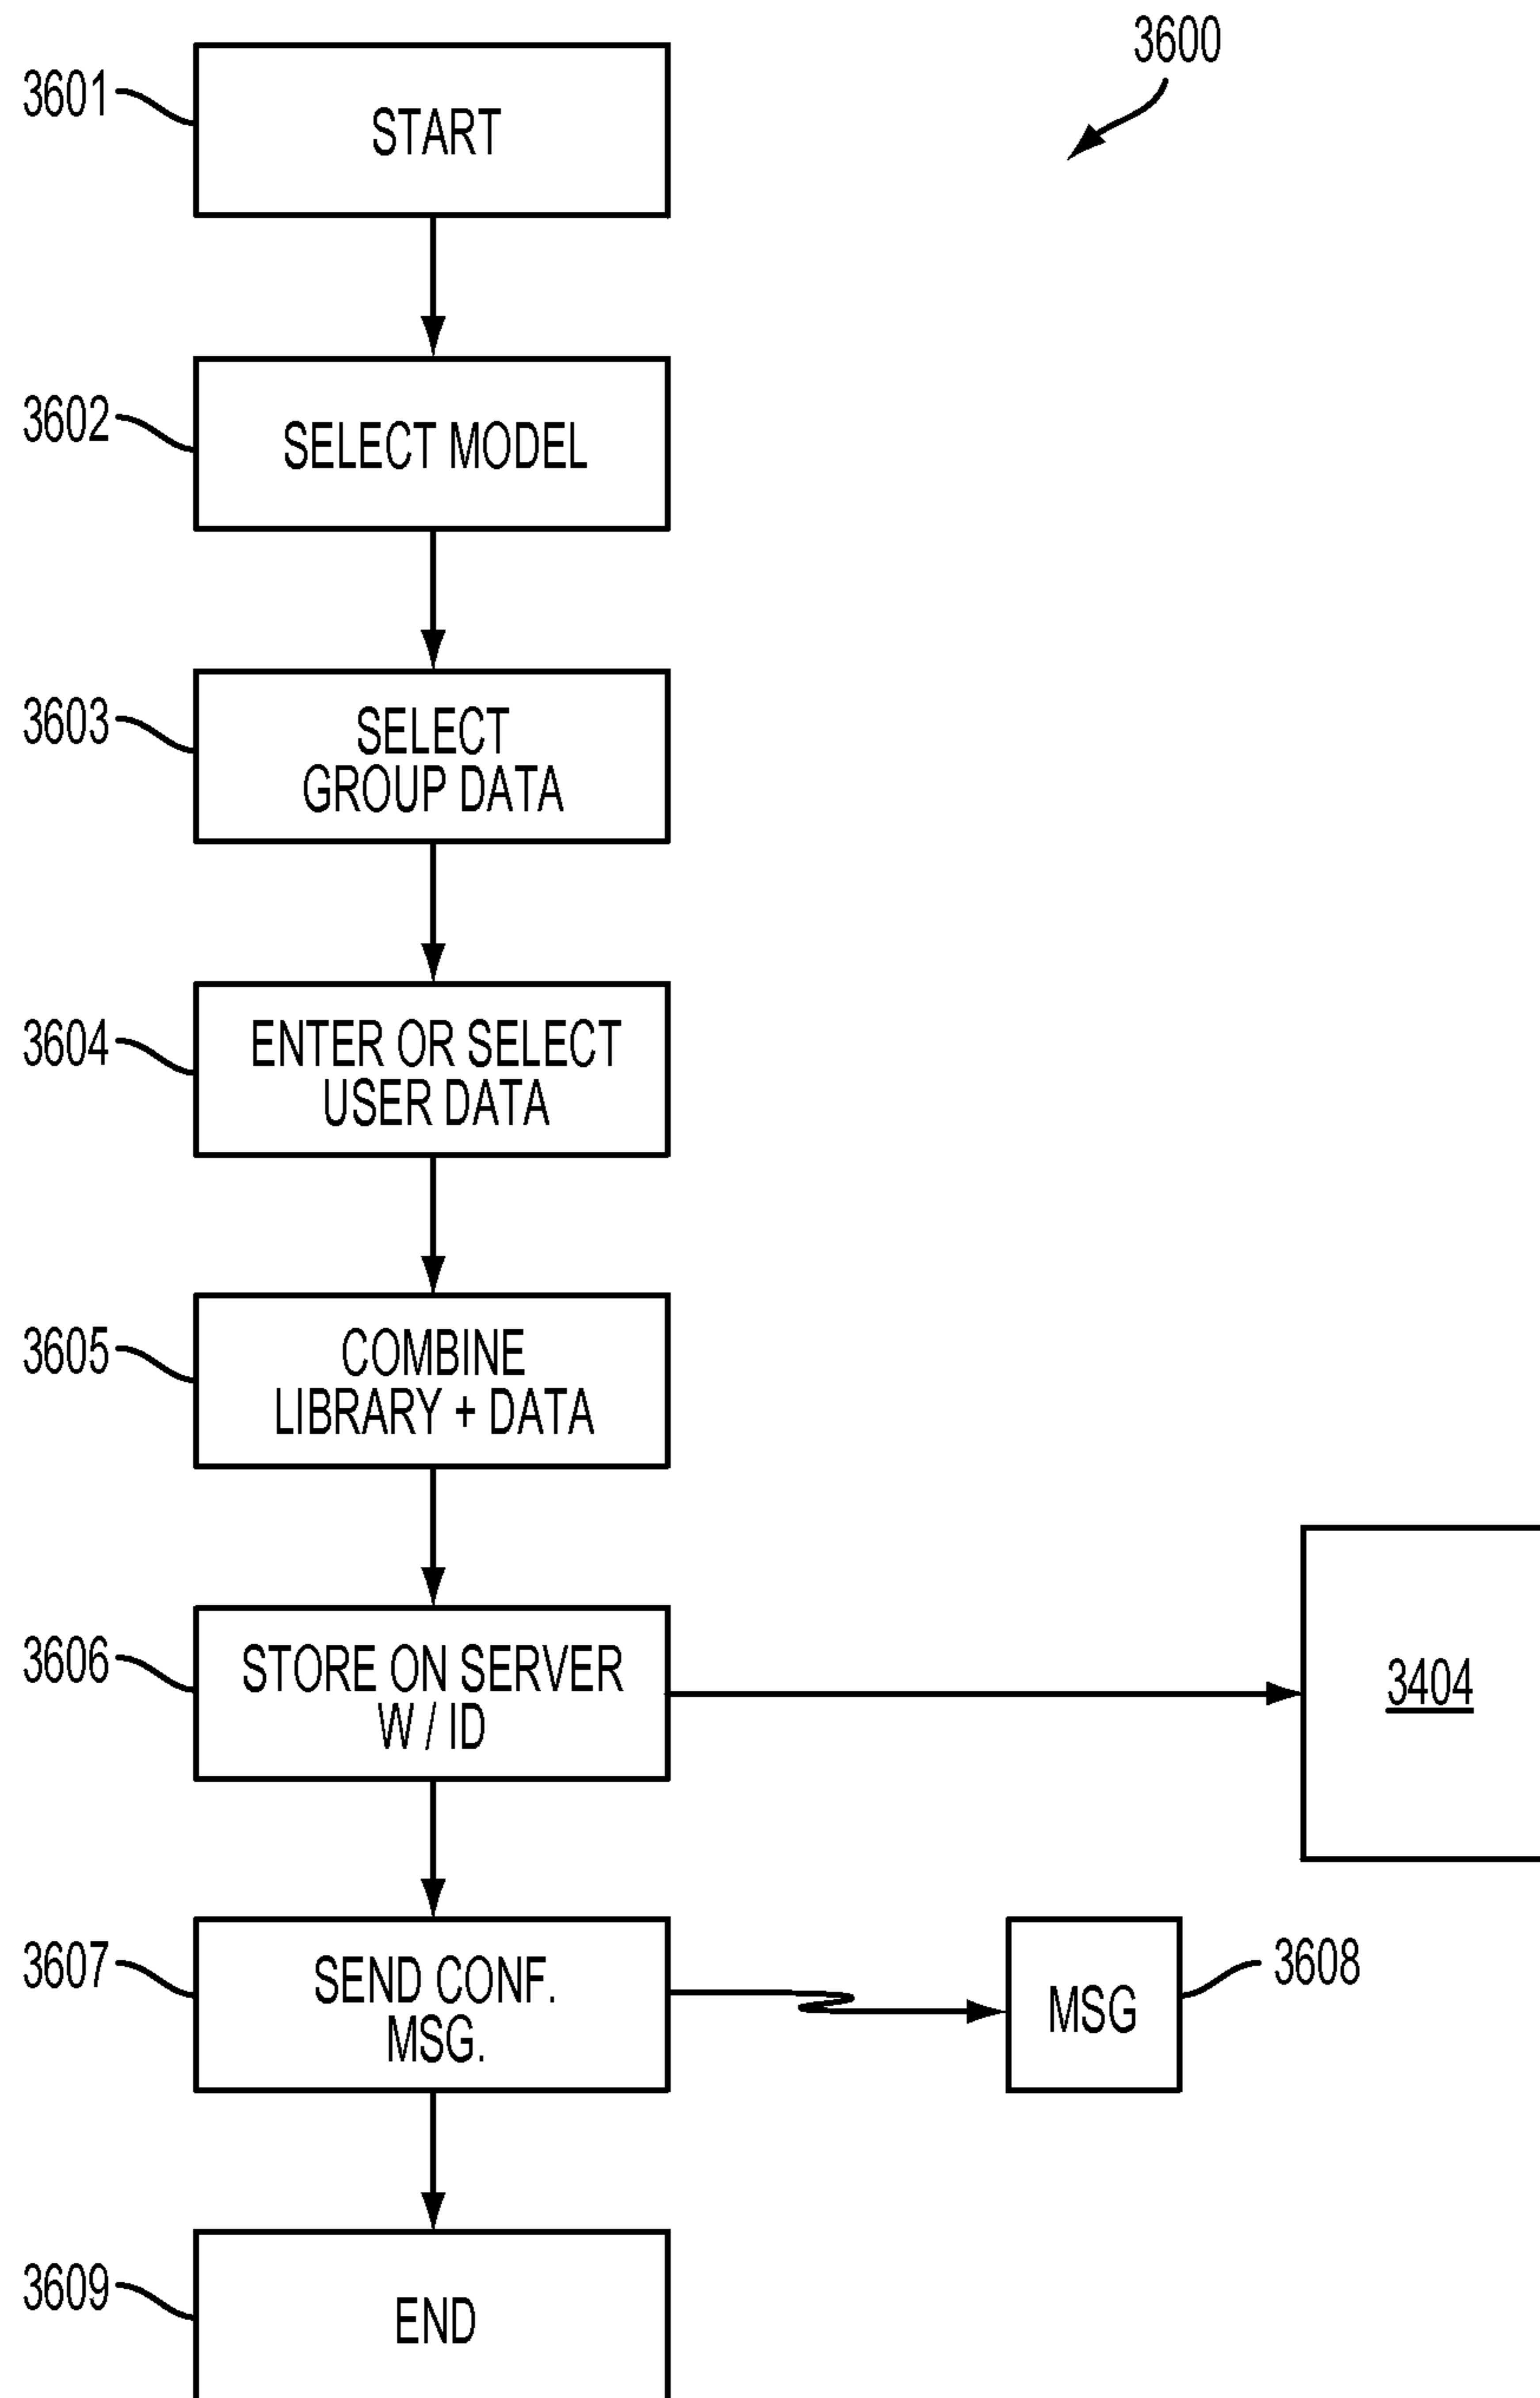 3600
3601
START
3602
SELECT MODEL
3603
SELECT
GROUP DATA
3604
ENTER OR SELECT
USER DATA
3605
COMBINE
LIBRARY + DATA
3606
STORE ON SERVER
W / ID
3404
3607
SEND CONF.
MSG.
MSG
3608
3609
END